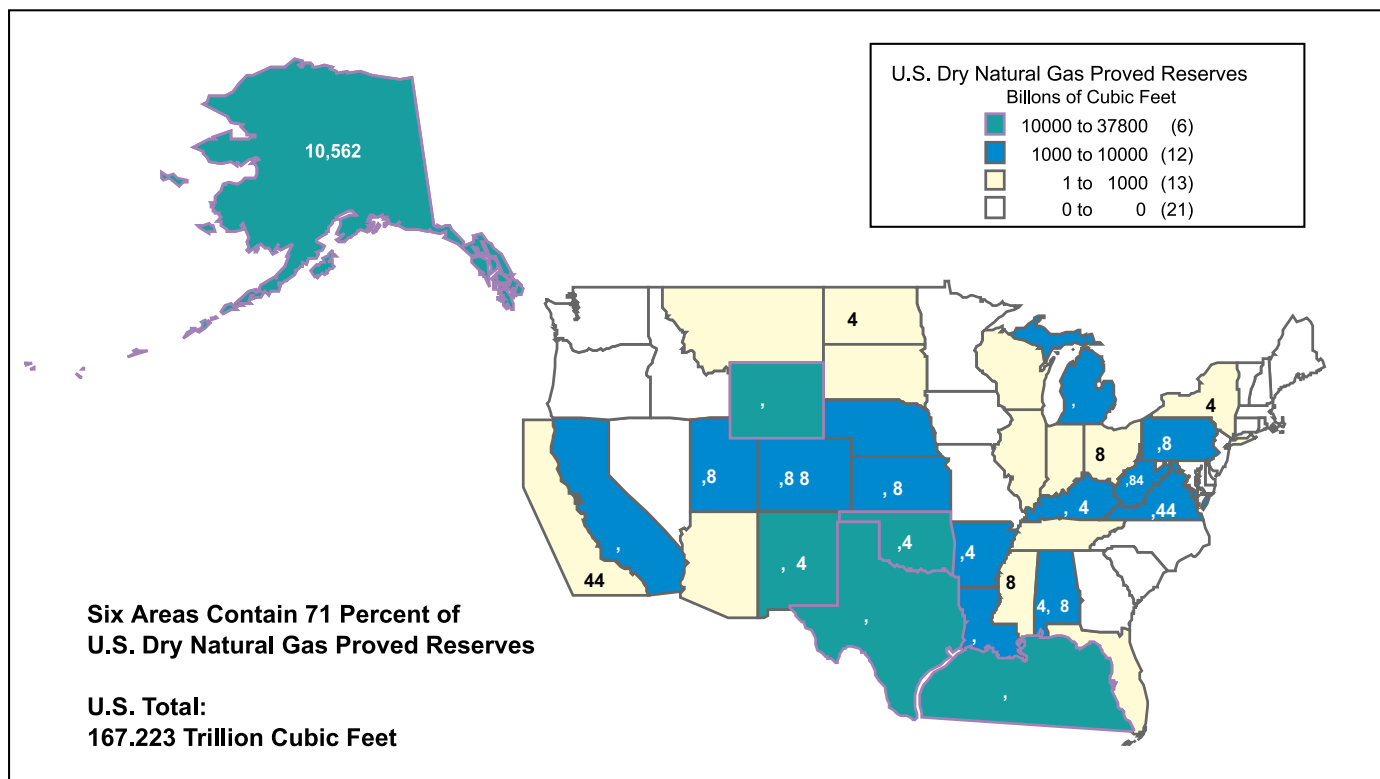 U.S. Dry Natural Gas Proved Reserves
Billons of Cubic Feet
10000 to 37800 (6)
1000 to 10000 (12)
1 to 1000 (13)
0 to 0 (21)
10,562
4
,
,
4
,8
8
,8
,8 8
, 8
,84
, 4
,44
,
,4
,4
, 4
44
8
4, 8
,
,
,
Six Areas Contain 71 Percent of
U.S. Dry Natural Gas Proved Reserves
U.S. Total:
167.223 Trillion Cubic Feet